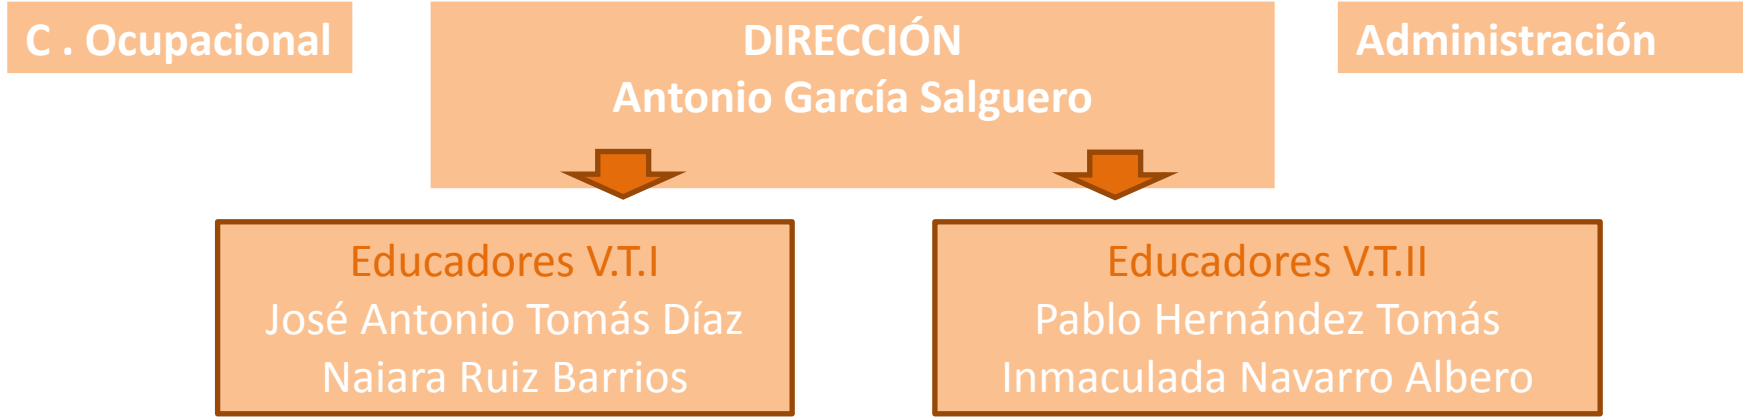 C . Ocupacional
DIRECCIÓN
Antonio García Salguero
Administración
Educadores V.T.I
José Antonio Tomás Díaz
Naiara Ruiz Barrios
Educadores V.T.II
Pablo Hernández Tomás
Inmaculada Navarro Albero